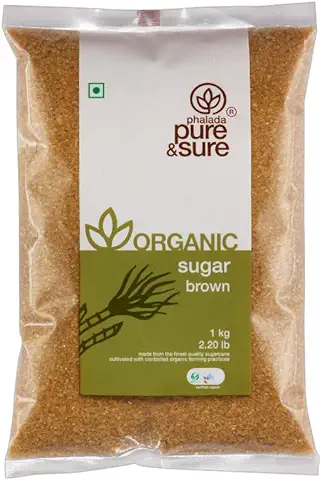 phalada
®
pure
&sure
ORGANIC
sugar
brown
1 kg
2.20 lb
made from the finest quality sugarcane
cultivated with controlled organic farming practices